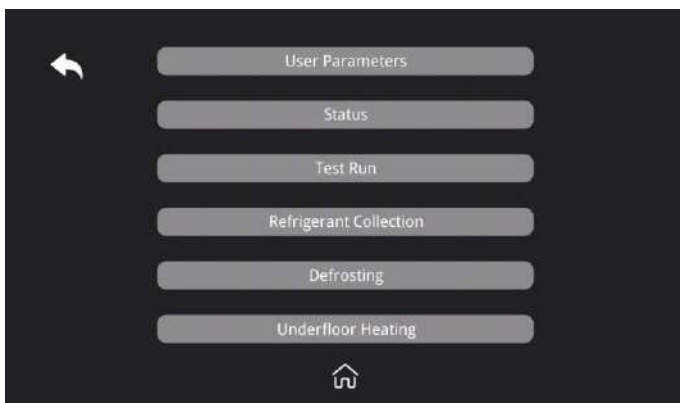 User Parameters
Status
Test Run
Refrigerant Collection
Defrosting
Underfloor Heating